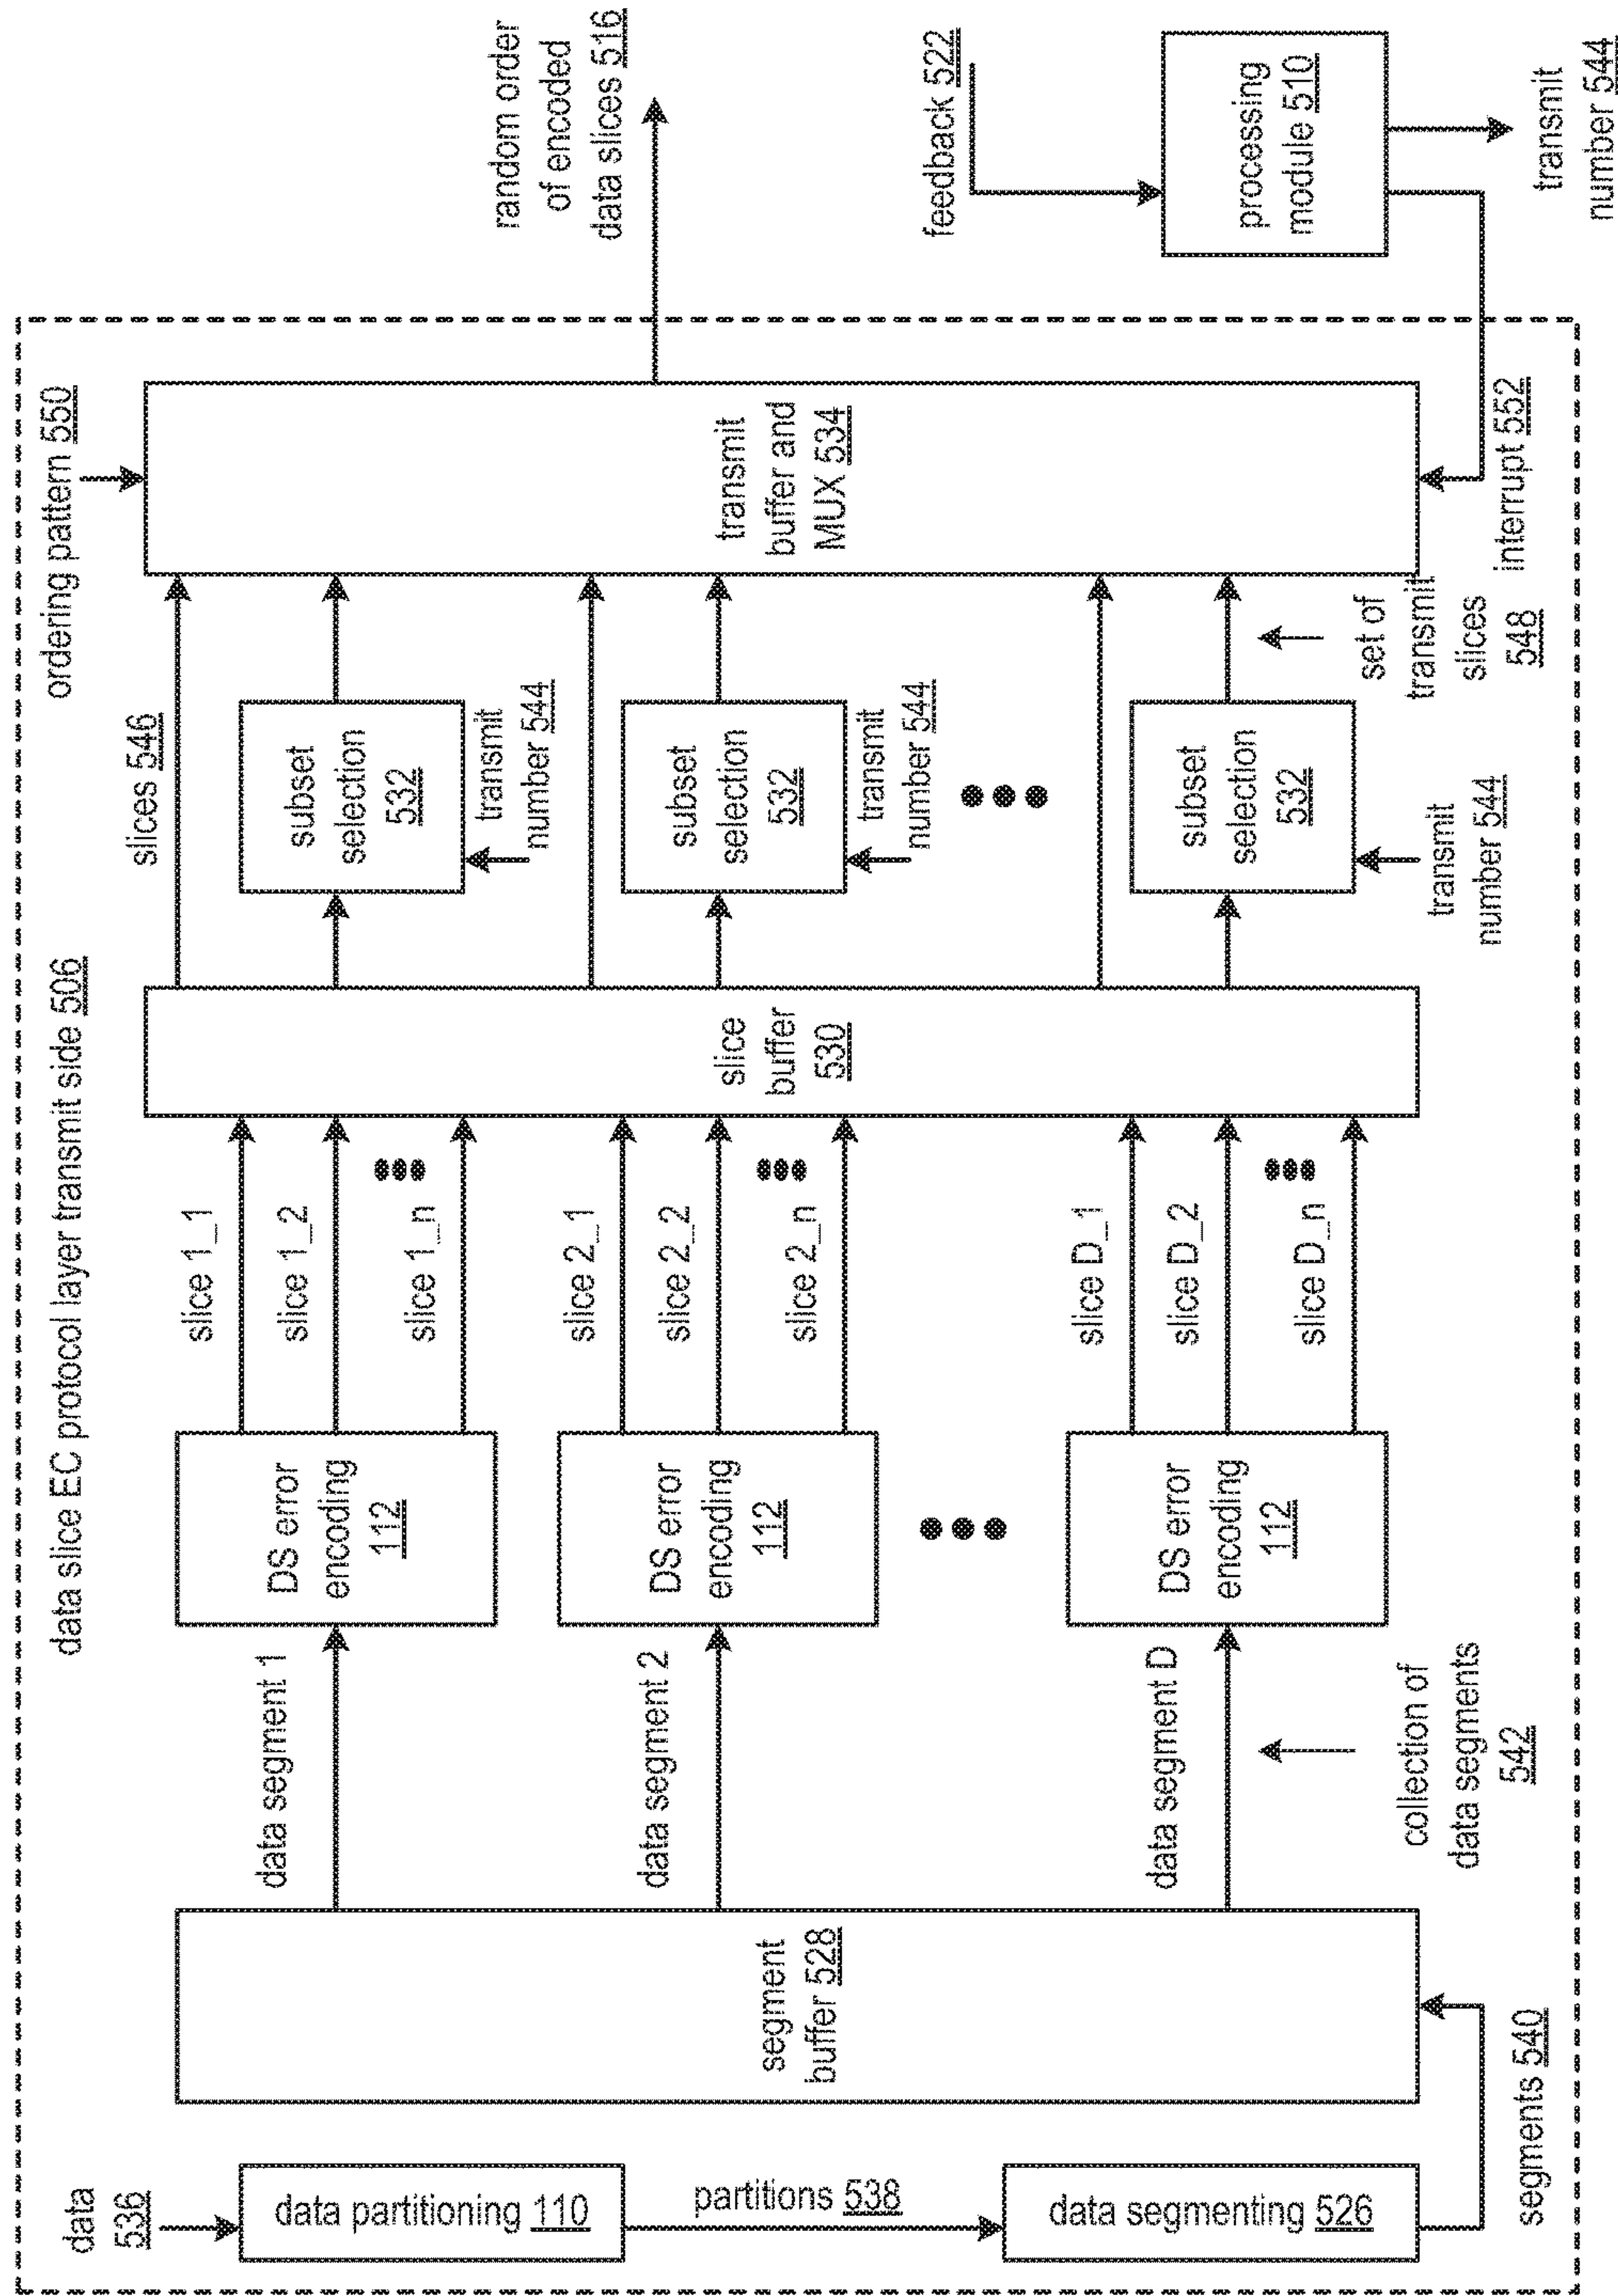 data slice EC protocol layer transmit side 506
data
536
data partitioning 110
partitions 538
data segmenting 526
segments 540
segment
buffer 528
data segment 1
data segment 2
data segment D
collection of
data segments
542
DS error
encoding
112
DS error
encoding
112
DS error
encoding
112
slice 1_1
slice 1_2
slice 1_n
slice 2_1
slice 2_2
slice 2_n
slice D_1
slice D_2
slice D_n
slice
buffer
530
slices 546
subset
selection
532
transmit
number 544
subset
selection
532
transmit
number 544
subset
selection
532
transmit
number 544
set of
transmit
slices
548
ordering pattern 550
transmit
buffer and
MUX 534
interrupt 552
random order
of encoded
data slices 516
feedback 522
processing
module 510
transmit
number 544